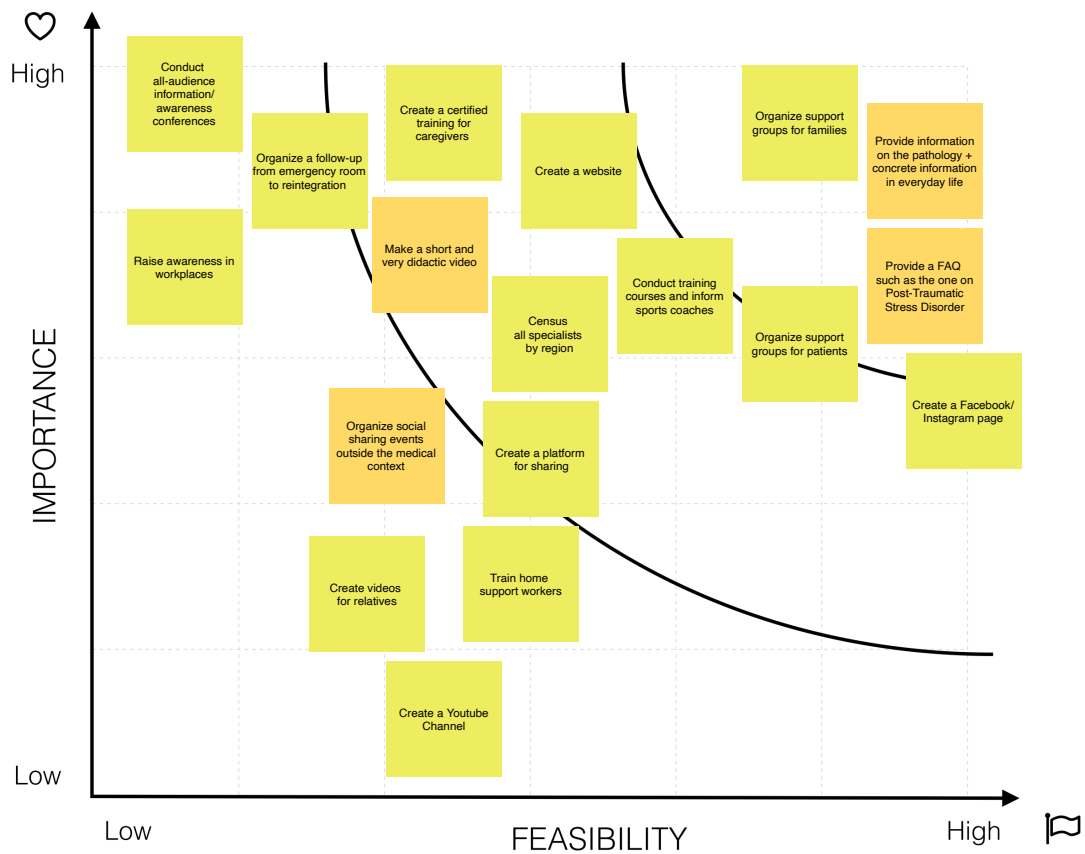 High
Conduct
all-audience
information/
awareness
conferences
Organize a follow-up
from emergency room
to reintegration
Create a certified
training for
caregivers
Create a website
Organize support
groups for families
Provide information
on the pathology +
concrete information
in everyday life
Raise awareness in
workplaces
Make a short and
very didactic video
Census
all specialists
by region
Conduct training
courses and inform
sports coaches
Organize support
groups for patients
Provide a FAQ
such as the one on
Post-Traumatic
Stress Disorder
Create a Facebook/
Instagram page
IMPORTANCE
Organize social
sharing events
outside the medical
context
Create a platform
for sharing
Create videos
for relatives
Train home
support workers
Create a Youtube
Channel
Low
Low
FEASIBILITY
High